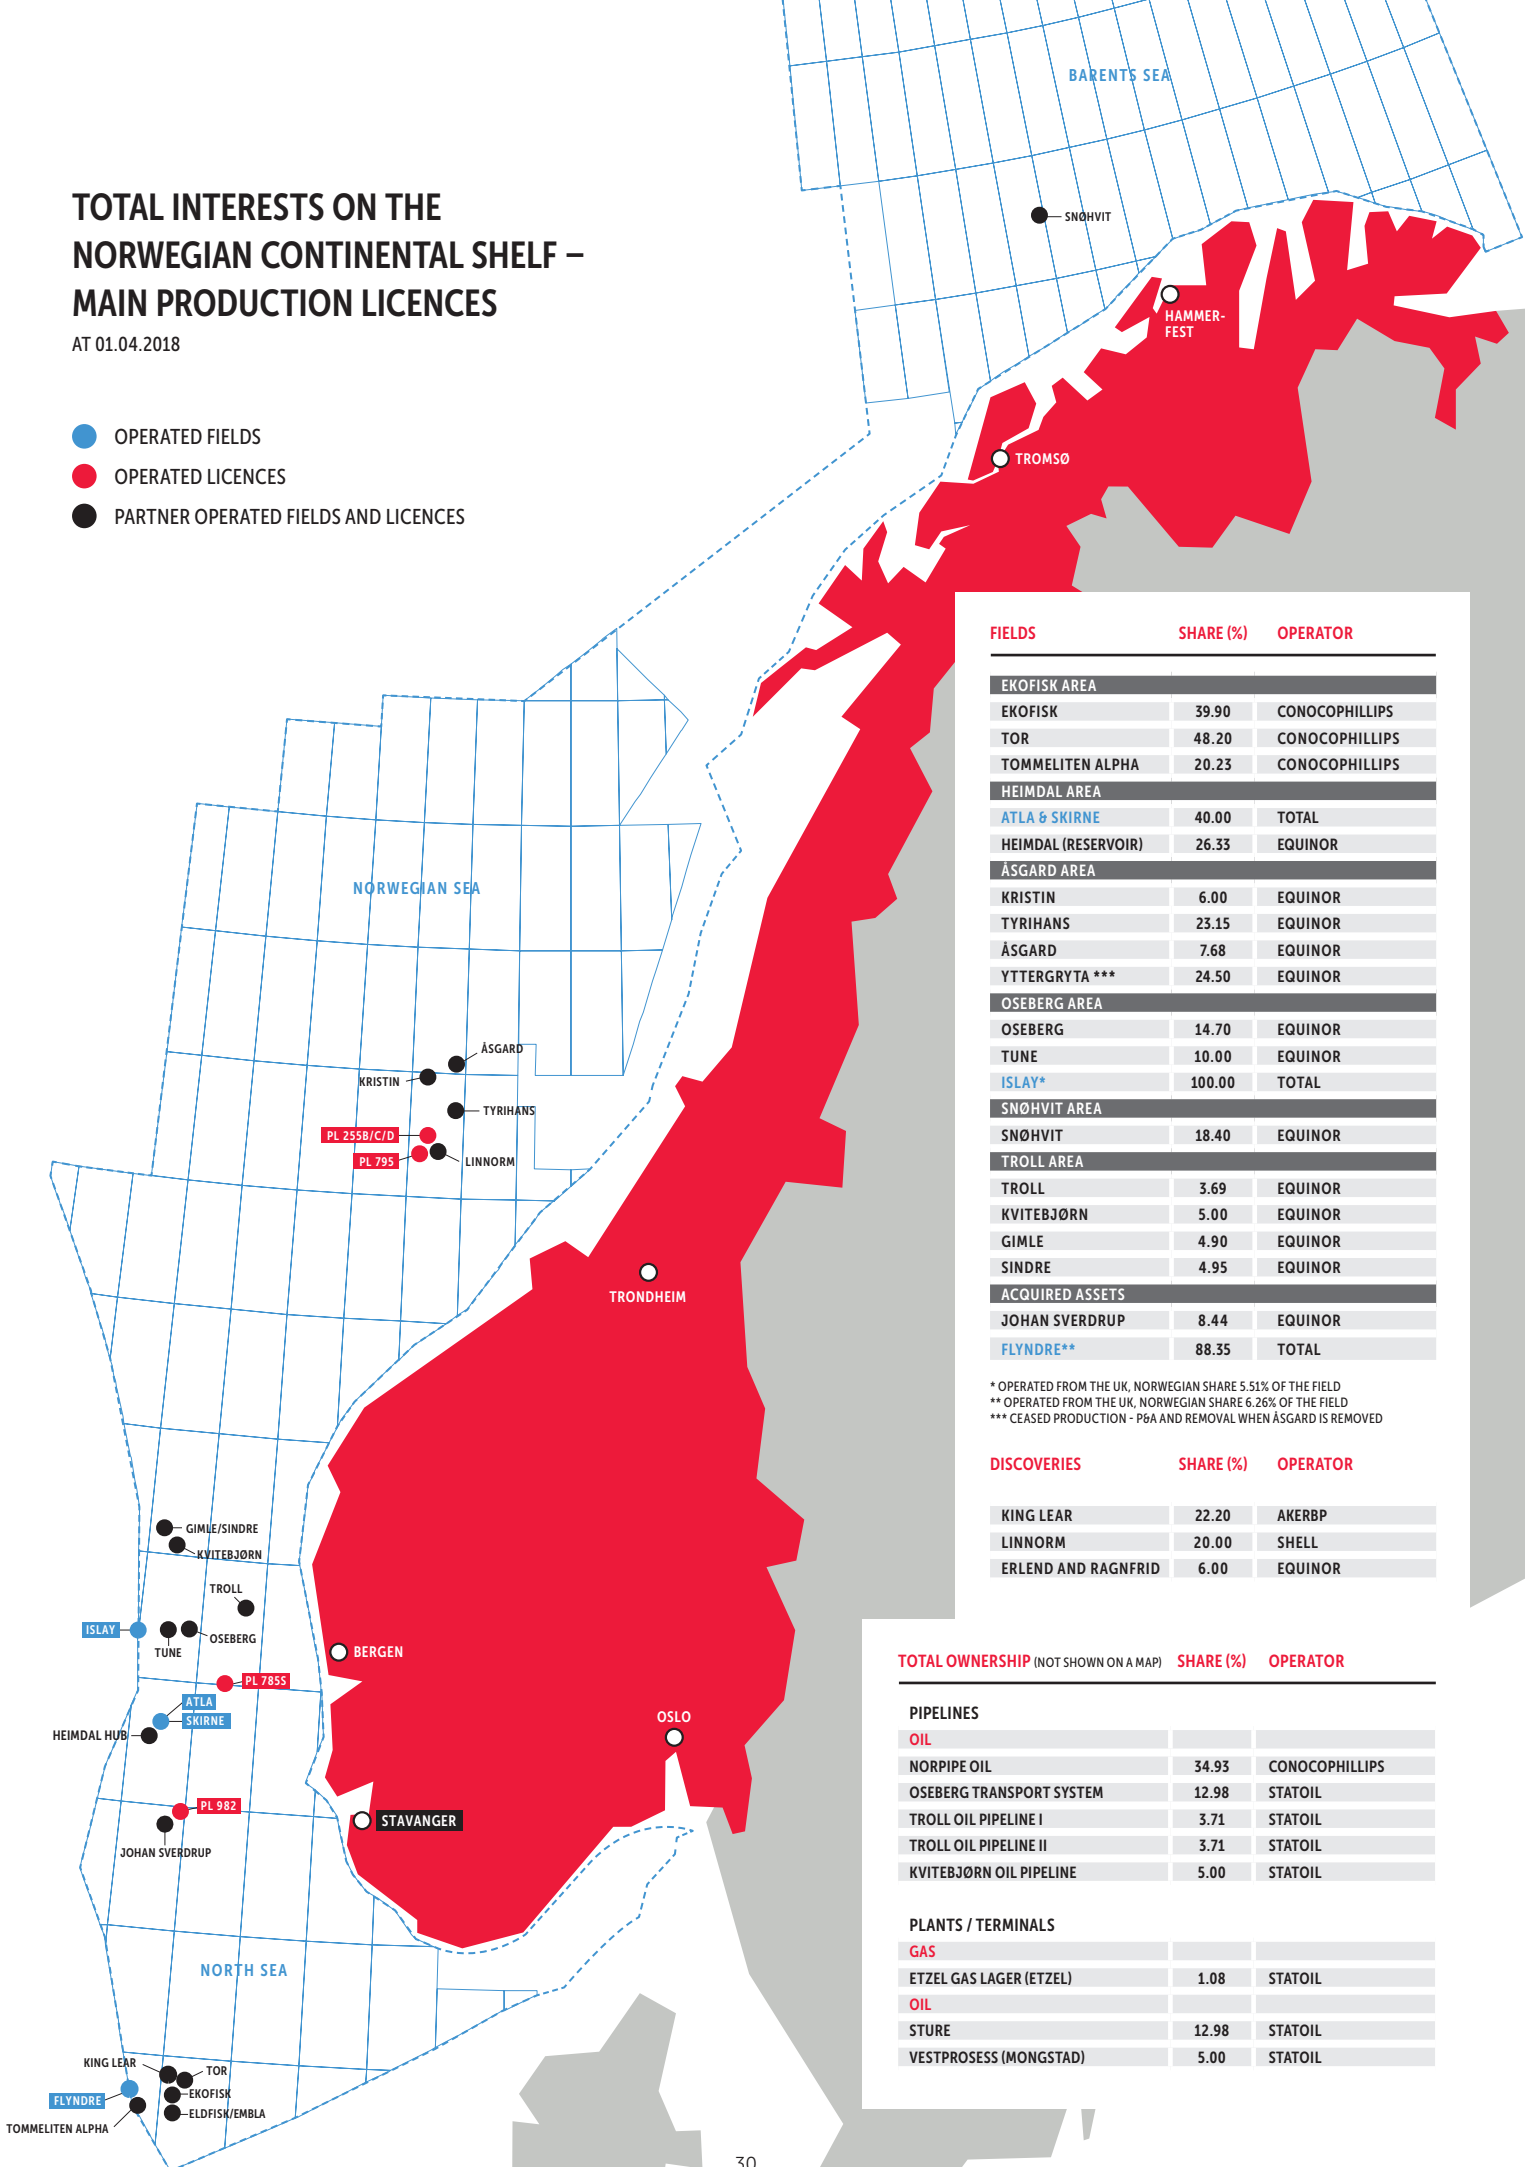 TOTAL INTERESTS ON THE
NORWEGIAN CONTINENTAL SHELF –
MAIN PRODUCTION LICENCES
AT 01.04.2018
OPERATED FIELDS
OPERATED LICENCES
PARTNER OPERATED FIELDS AND LICENCES
BARENTS SEA
SNØHVIT
HAMMER-
FEST
TROMSØ
NORWEGIAN SEA
ÅSGARD
KRISTIN
TYRIHANS
PL 255B/C/D
PL 795
LINNORM
TRONDHEIM
GIMLE/SINDRE
KVITEBJØRN
TROLL
ISLAY
OSEBERG
TUNE
BERGEN
PL 785S
ATLA
SKIRNE
HEIMDAL HUB
OSLO
PL 982
STAVANGER
JOHAN SVERDRUP
NORTH SEA
KING LEAR
TOR
EKOFISK
FLYNDRE
ELDFISK/EMBLA
TOMMELITEN ALPHA
FIELDS SHARE (%) OPERATOR
EKOFISK AREA
EKOFISK 39.90 CONOCOPHILLIPS
TOR 48.20 CONOCOPHILLIPS
TOMMELITEN ALPHA 20.23 CONOCOPHILLIPS
HEIMDAL AREA
ATLA & SKIRNE 40.00 TOTAL
HEIMDAL (RESERVOIR) 26.33 EQUINOR
ÅSGARD AREA
KRISTIN 6.00 EQUINOR
TYRIHANS 23.15 EQUINOR
ÅSGARD 7.68 EQUINOR
YTTERGRYTA *** 24.50 EQUINOR
OSEBERG AREA
OSEBERG 14.70 EQUINOR
TUNE 10.00 EQUINOR
ISLAY* 100.00 TOTAL
SNØHVIT AREA
SNØHVIT 18.40 EQUINOR
TROLL AREA
TROLL 3.69 EQUINOR
KVITEBJØRN 5.00 EQUINOR
GIMLE 4.90 EQUINOR
SINDRE 4.95 EQUINOR
ACQUIRED ASSETS
JOHAN SVERDRUP 8.44 EQUINOR
FLYNDRE** 88.35 TOTAL
* OPERATED FROM THE UK, NORWEGIAN SHARE 5.51% OF THE FIELD
** OPERATED FROM THE UK, NORWEGIAN SHARE 6.26% OF THE FIELD
*** CEASED PRODUCTION - P&A AND REMOVAL WHEN ÅSGARD IS REMOVED
DISCOVERIES SHARE (%) OPERATOR
KING LEAR 22.20 AKERBP
LINNORM 20.00 SHELL
ERLEND AND RAGNFRID 6.00 EQUINOR
TOTAL OWNERSHIP (NOT SHOWN ON A MAP) SHARE (%) OPERATOR
PIPELINES
OIL
NORPIPE OIL 34.93 CONOCOPHILLIPS
OSEBERG TRANSPORT SYSTEM 12.98 STATOIL
TROLL OIL PIPELINE I 3.71 STATOIL
TROLL OIL PIPELINE II 3.71 STATOIL
KVITEBJØRN OIL PIPELINE 5.00 STATOIL
PLANTS / TERMINALS
GAS
ETZEL GAS LAGER (ETZEL) 1.08 STATOIL
OIL
STURE 12.98 STATOIL
VESTPROSESS (MONGSTAD) 5.00 STATOIL
30